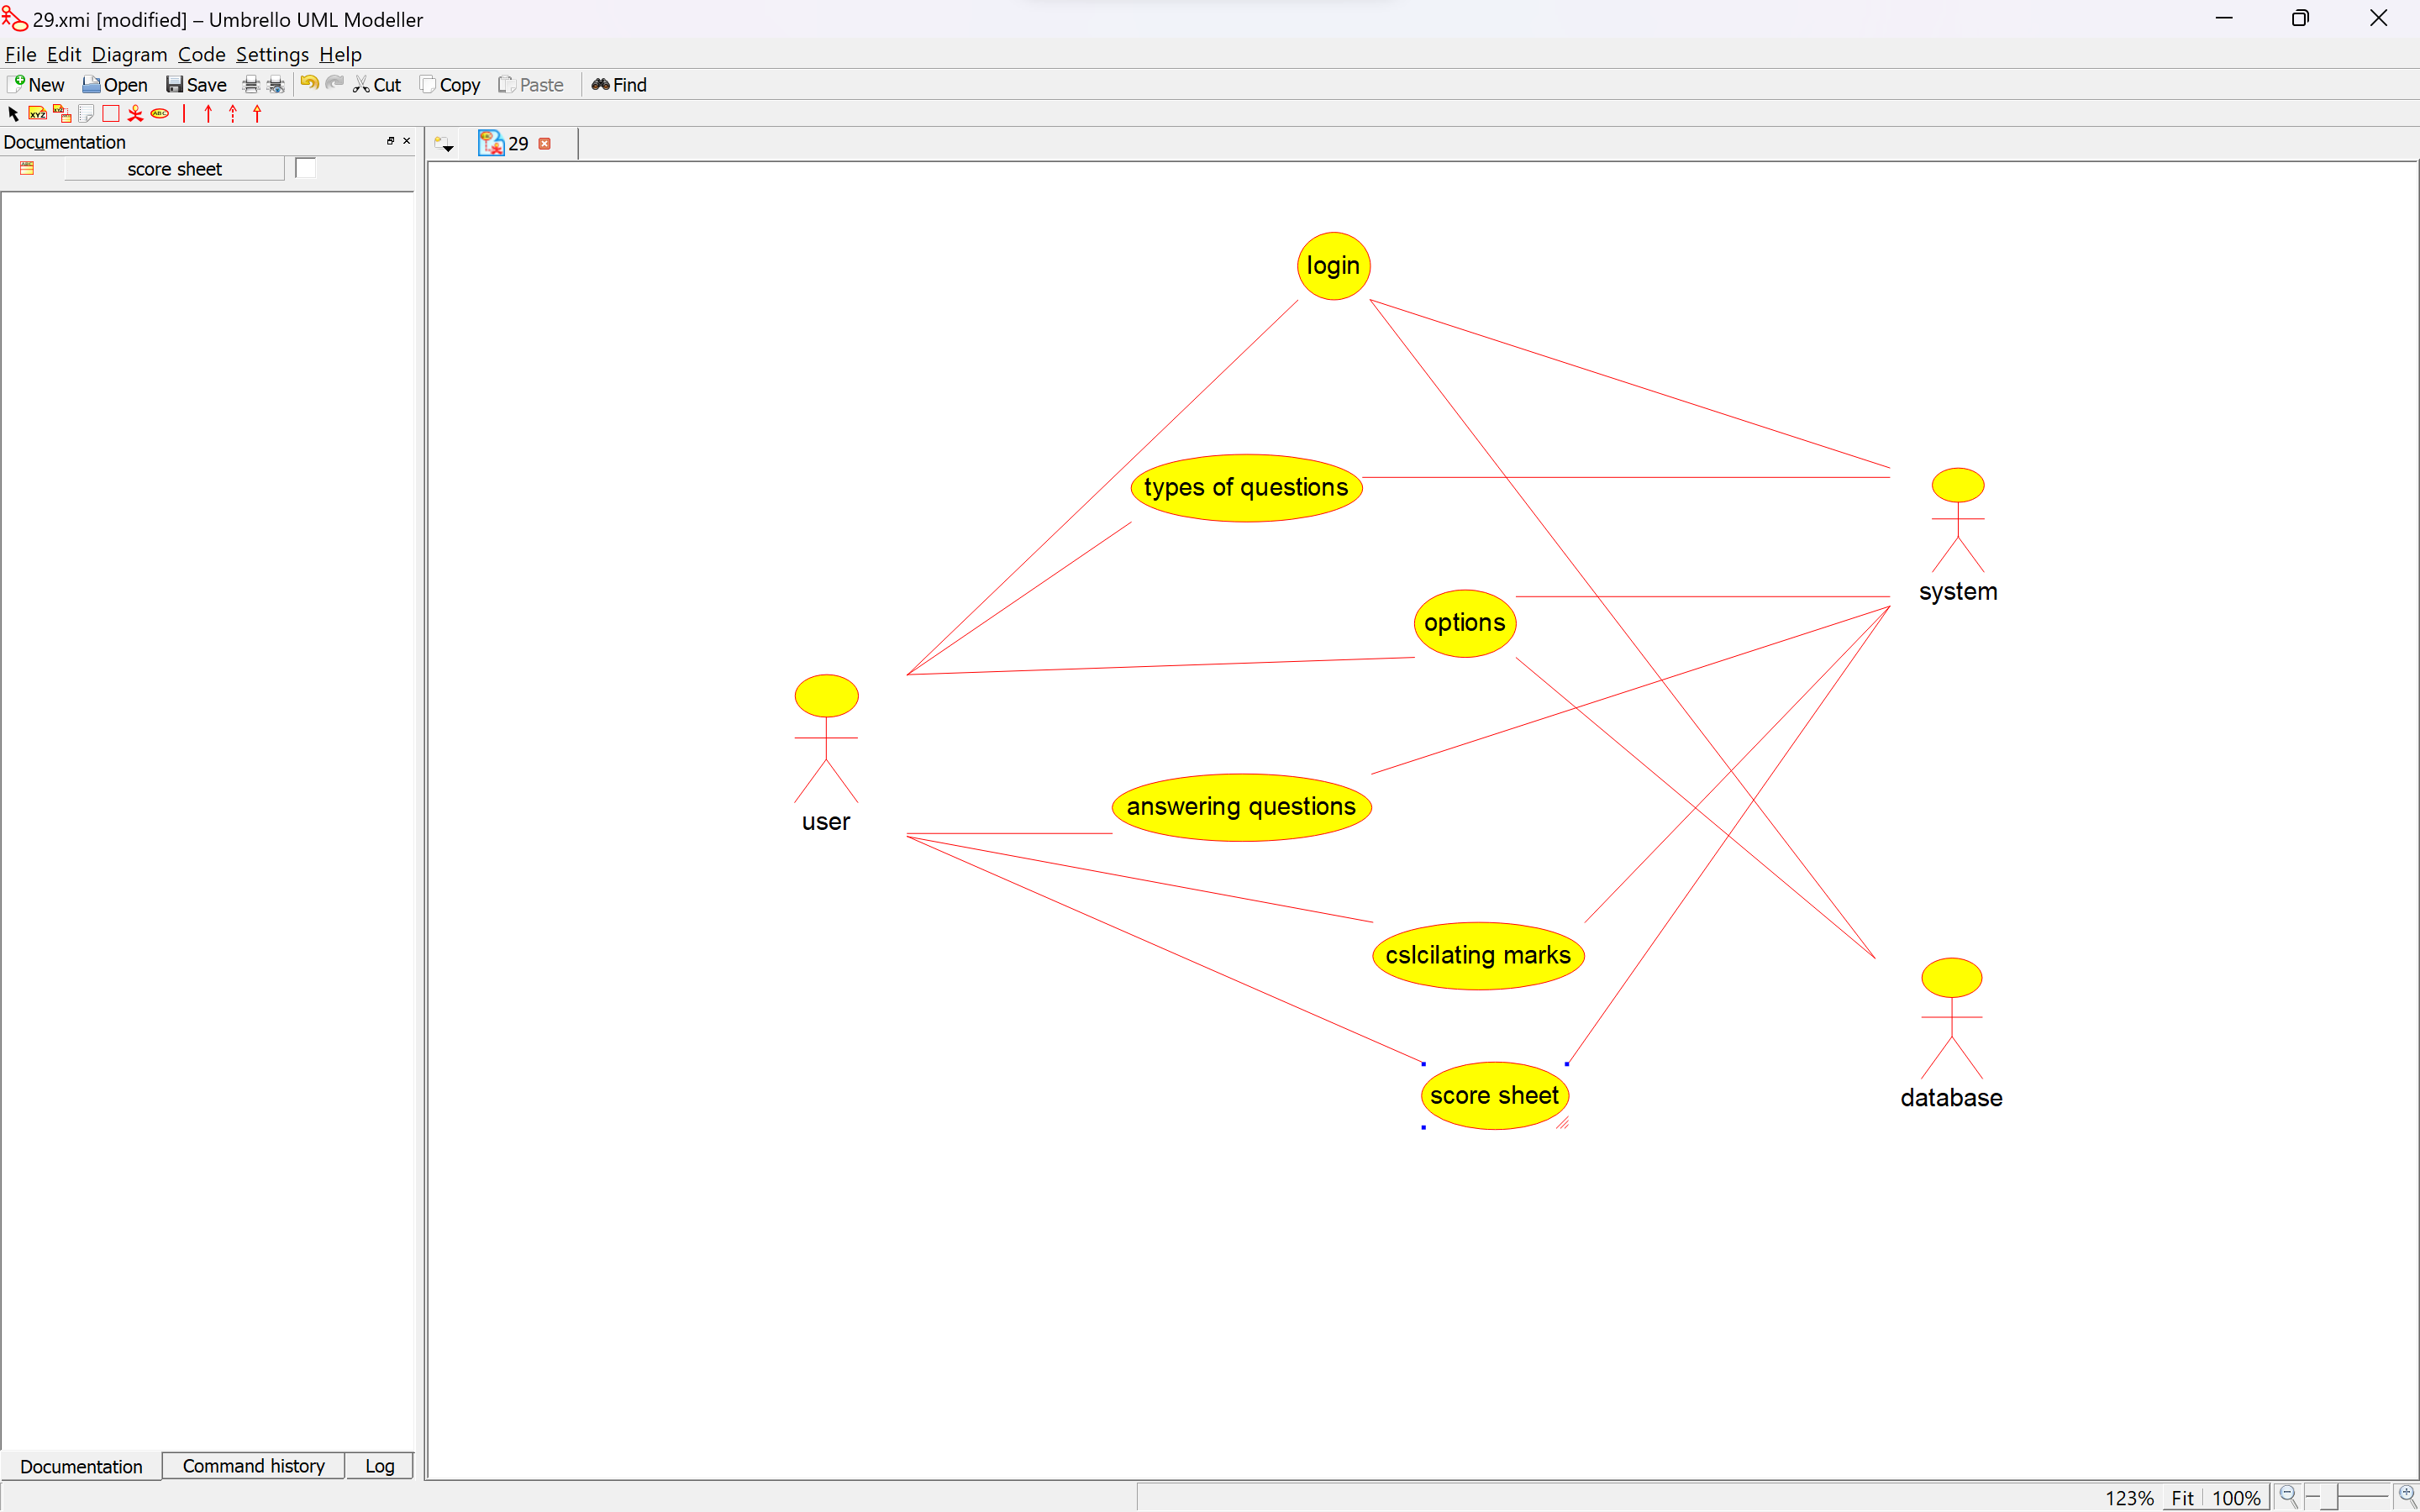 29.xmi [modified] – Umbrello UML Modeller
File Edit Diagram Code Settings Help
New Open Save Cut Copy Paste Find
Documentation
29
score sheet
login
types of questions
system
options
user
answering questions
cslcilating marks
score sheet
database
Documentation Command history Log
123% Fit 100%